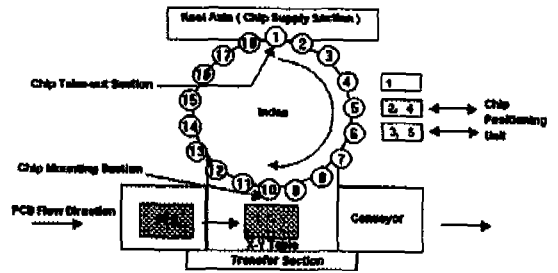 Reel Axis ( Chip Supply Section )
18 1 2
17 3
Chip Take-out Section
16 4
1
15 Index 5
2, 4
Chip
Positioning
Unit
14 6
3, 5
13 7
12 8
Chip Mounting Section
11 10 9
PCB Flow Direction
PCB
Conveyor
X-Y Table
Transfer Section